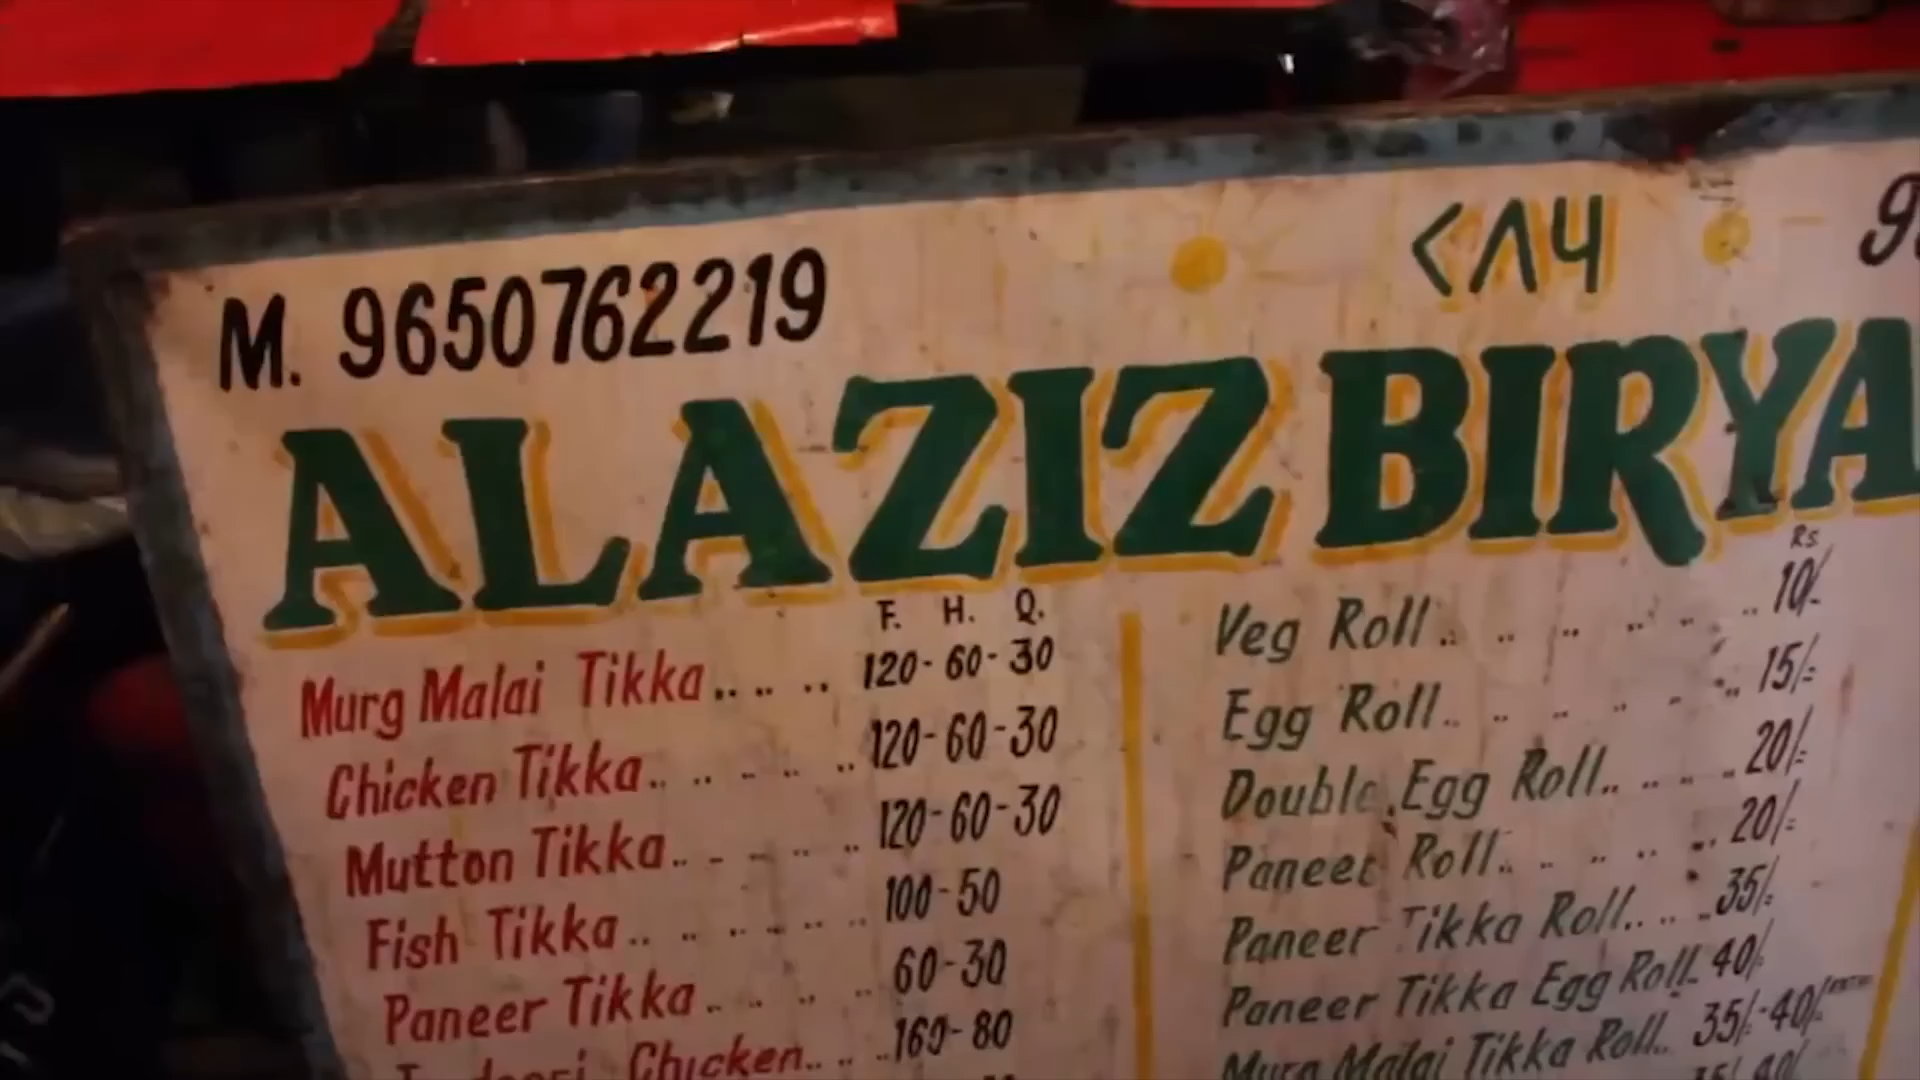 M. 9650762219
٧٨٦
AL AZIZ BIRYA
F. H. Q.
Murg Malai Tikka..... 120-60-30
Chicken Tikka....... 120-60-30
Mutton Tikka....... 120-60-30
Fish Tikka....... 100-50
Paneer Tikka..... 60-30
Chicken.... 160-80
Rs
Veg Roll....... 10/-
Egg Roll....... 15/-
Double Egg Roll...... 20/-
Paneer Roll....... 20/-
Paneer Tikka Roll..... 35/-
Paneer Tikka Egg Roll. 40/-
Murg Malai Tikka Roll.. 35/-40/-